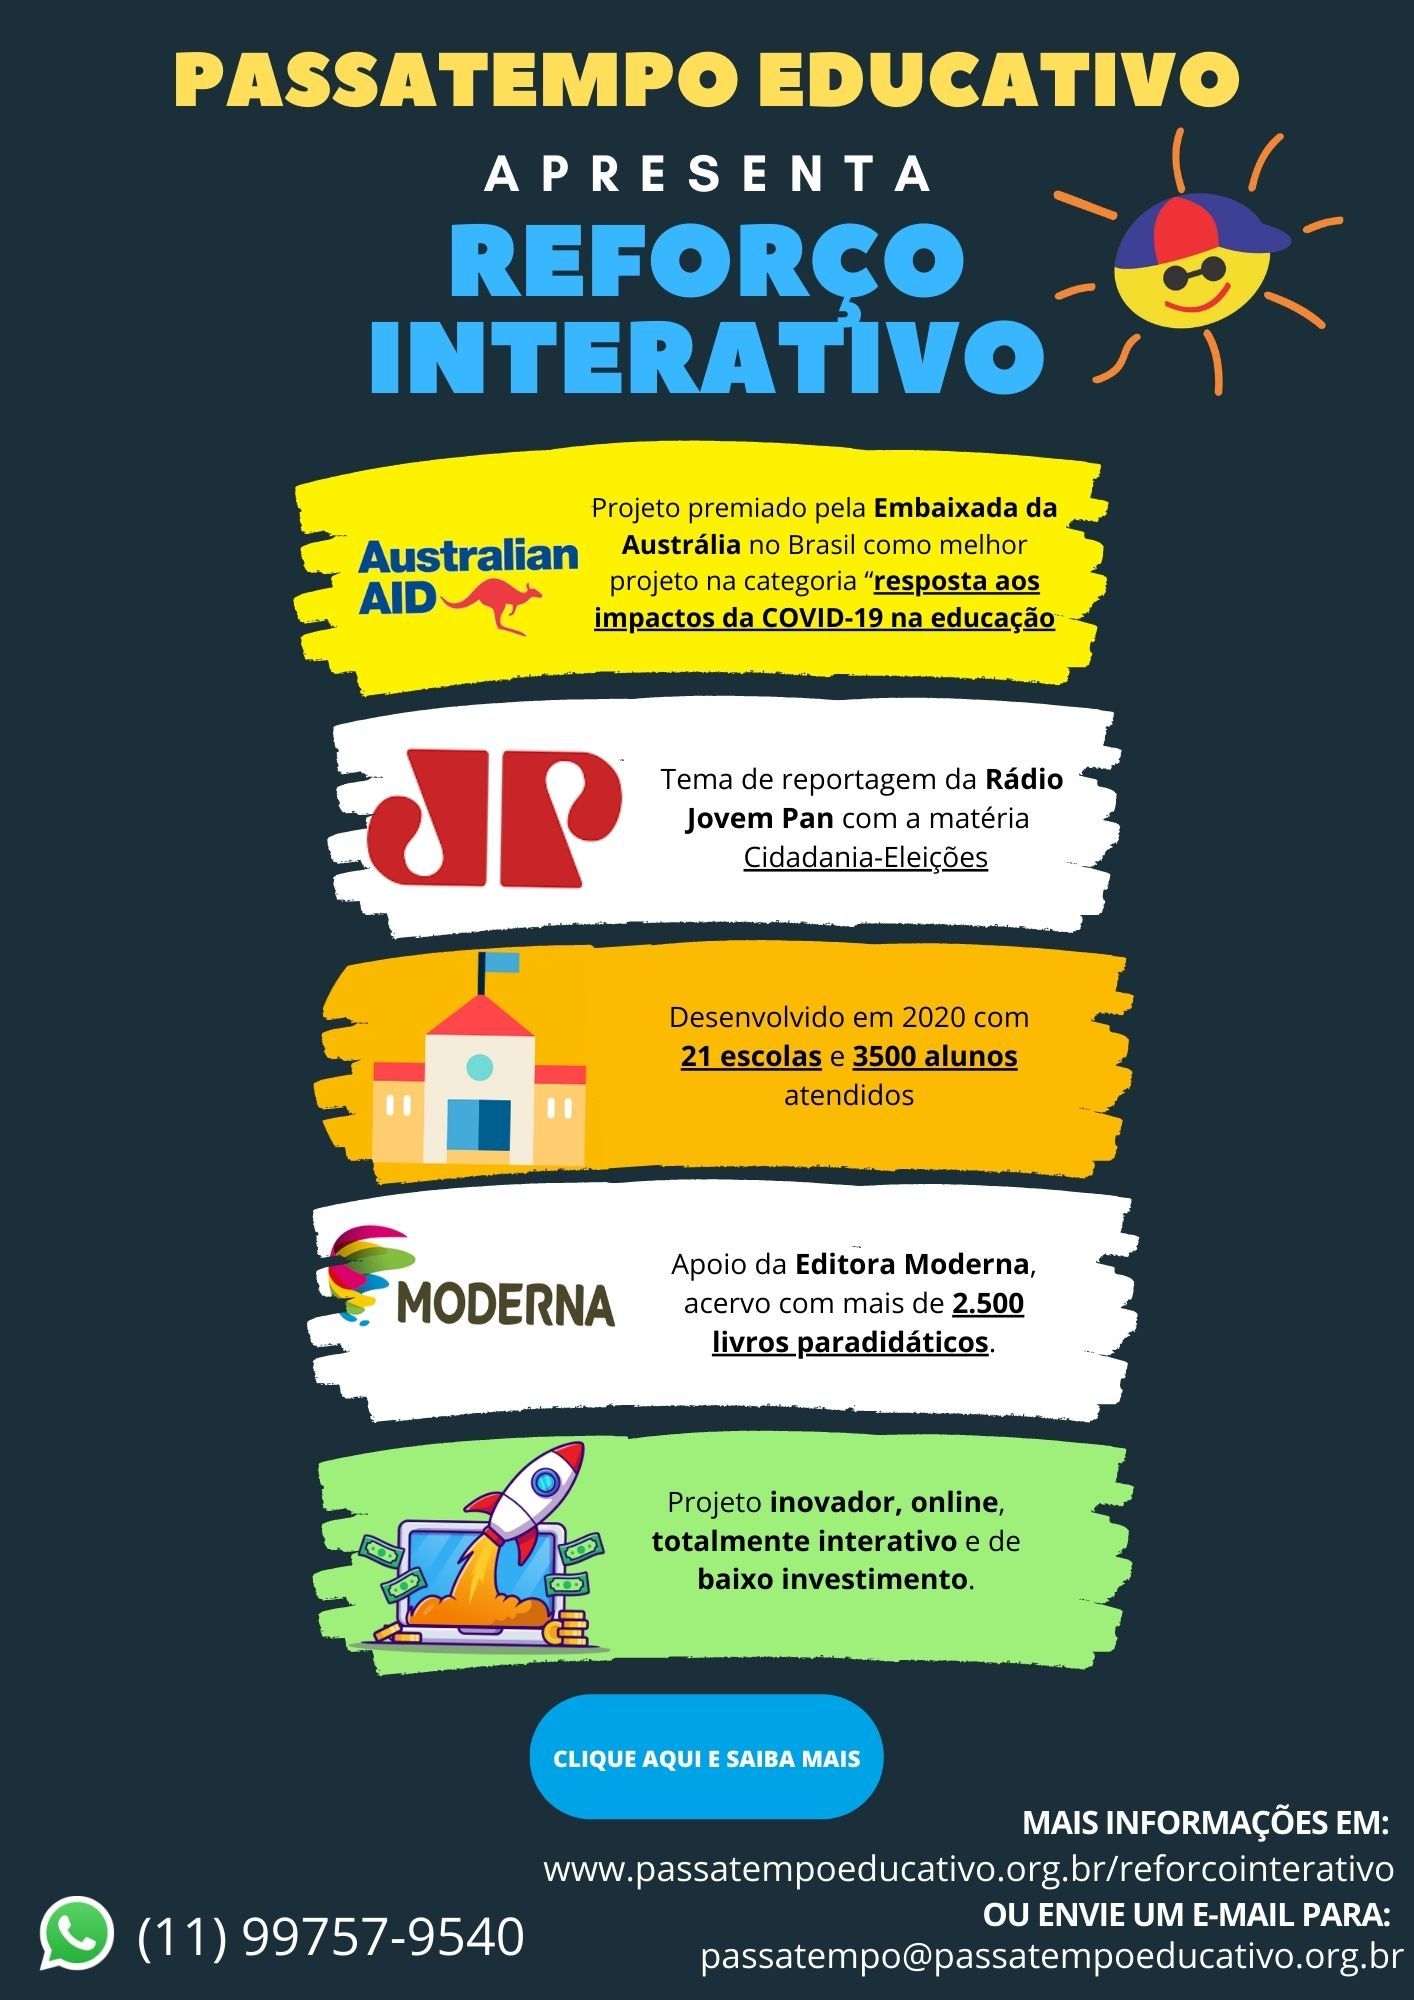 PASSATEMPO EDUCATIVO
APRESENTA
REFORÇO
INTERATIVO
Australian
AID
Projeto premiado pela Embaixada da
Austrália no Brasil como melhor
projeto na categoria “resposta aos
impactos da COVID-19 na educação
JP
Tema de reportagem da Rádio
Jovem Pan com a matéria
Cidadania-Eleições
Desenvolvido em 2020 com
21 escolas e 3500 alunos
atendidos
MODERNA
Apoio da Editora Moderna,
acervo com mais de 2.500
livros paradidáticos.
Projeto inovador, online,
totalmente interativo e de
baixo investimento.
CLIQUE AQUI E SAIBA MAIS
MAIS INFORMAÇÕES EM:
www.passatempoeducativo.org.br/reforcointerativo
OU ENVIE UM E-MAIL PARA:
passatempo@passatempoeducativo.org.br
(11) 99757-9540